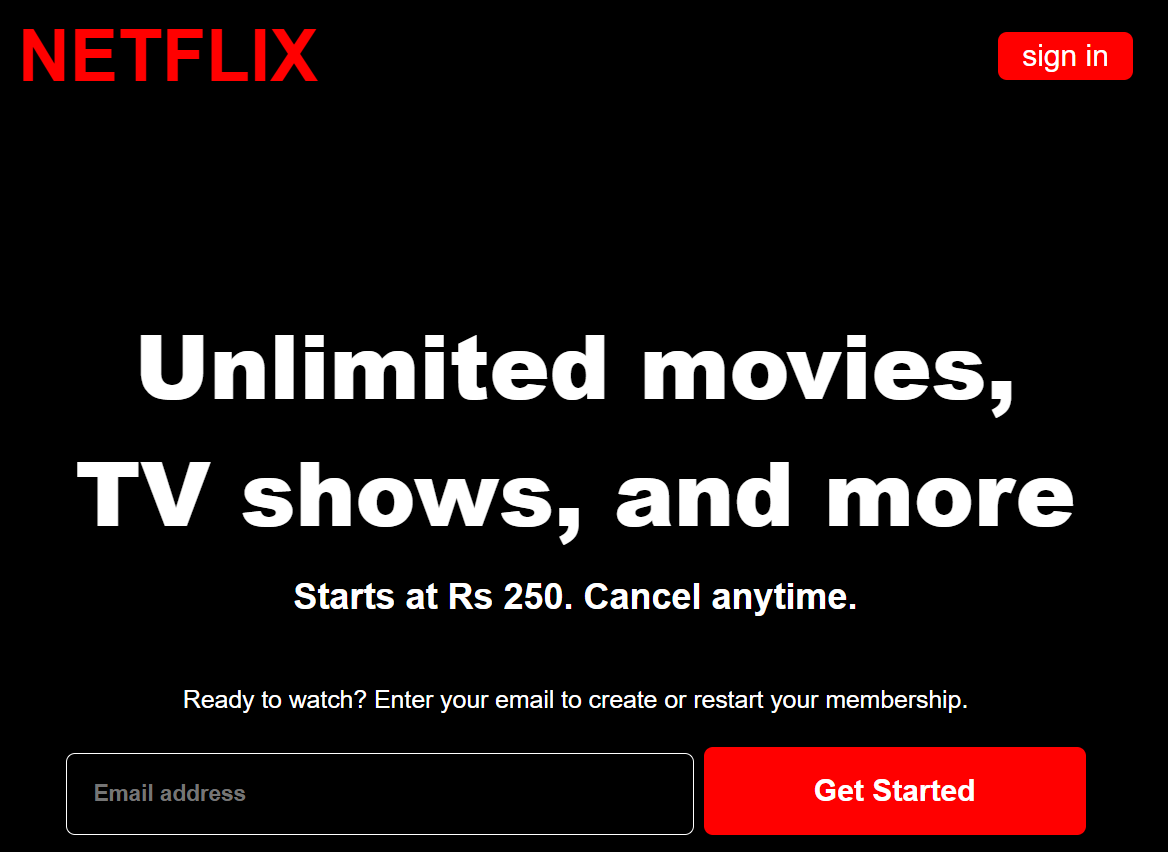 NETFLIX
sign in
Unlimited movies,
TV shows, and more
Starts at Rs 250. Cancel anytime.
Ready to watch? Enter your email to create or restart your membership.
Email address
Get Started